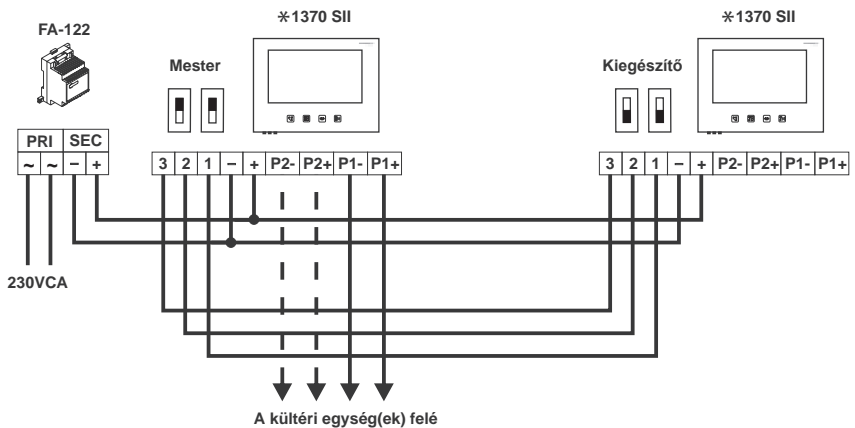 FA-122
✳1370 SII
✳1370 SII
Mester
Kiegészítő
PRI SEC
~ ~ − +
3 2 1 − + P2- P2+ P1- P1+
3 2 1 − + P2- P2+ P1- P1+
230VCA
A kültéri egység(ek) felé